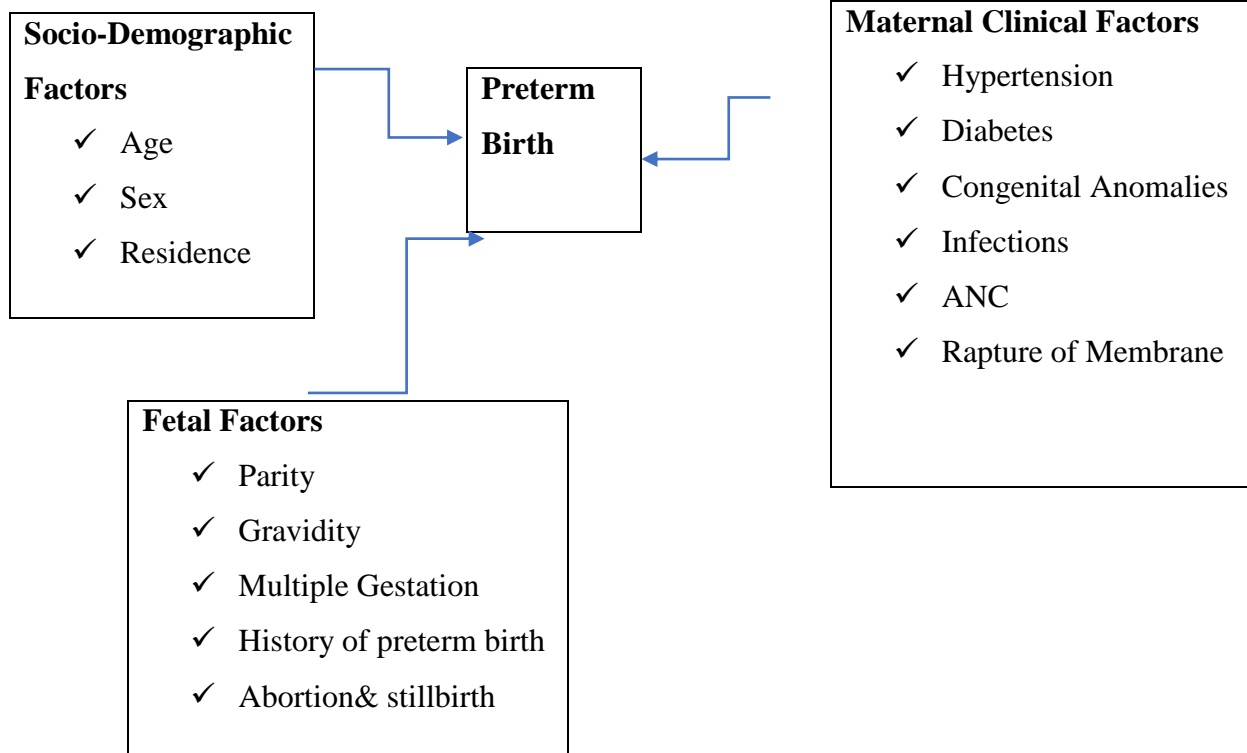 Socio-Demographic
Factors
✓ Age
✓ Sex
✓ Residence
Preterm
Birth
Maternal Clinical Factors
✓ Hypertension
✓ Diabetes
✓ Congenital Anomalies
✓ Infections
✓ ANC
✓ Rapture of Membrane
Fetal Factors
✓ Parity
✓ Gravidity
✓ Multiple Gestation
✓ History of preterm birth
✓ Abortion& stillbirth